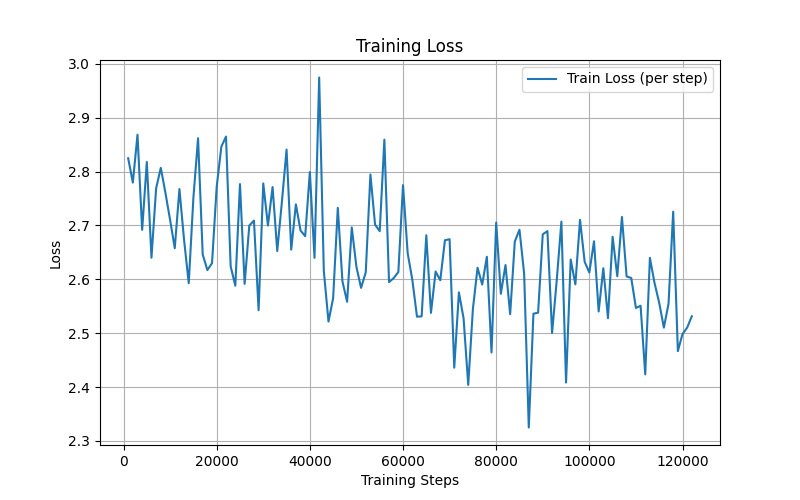 Training Loss
3.0
2.9
2.8
2.7
2.6
2.5
2.4
2.3
Loss
Train Loss (per step)
0 20000 40000 60000 80000 100000 120000
Training Steps